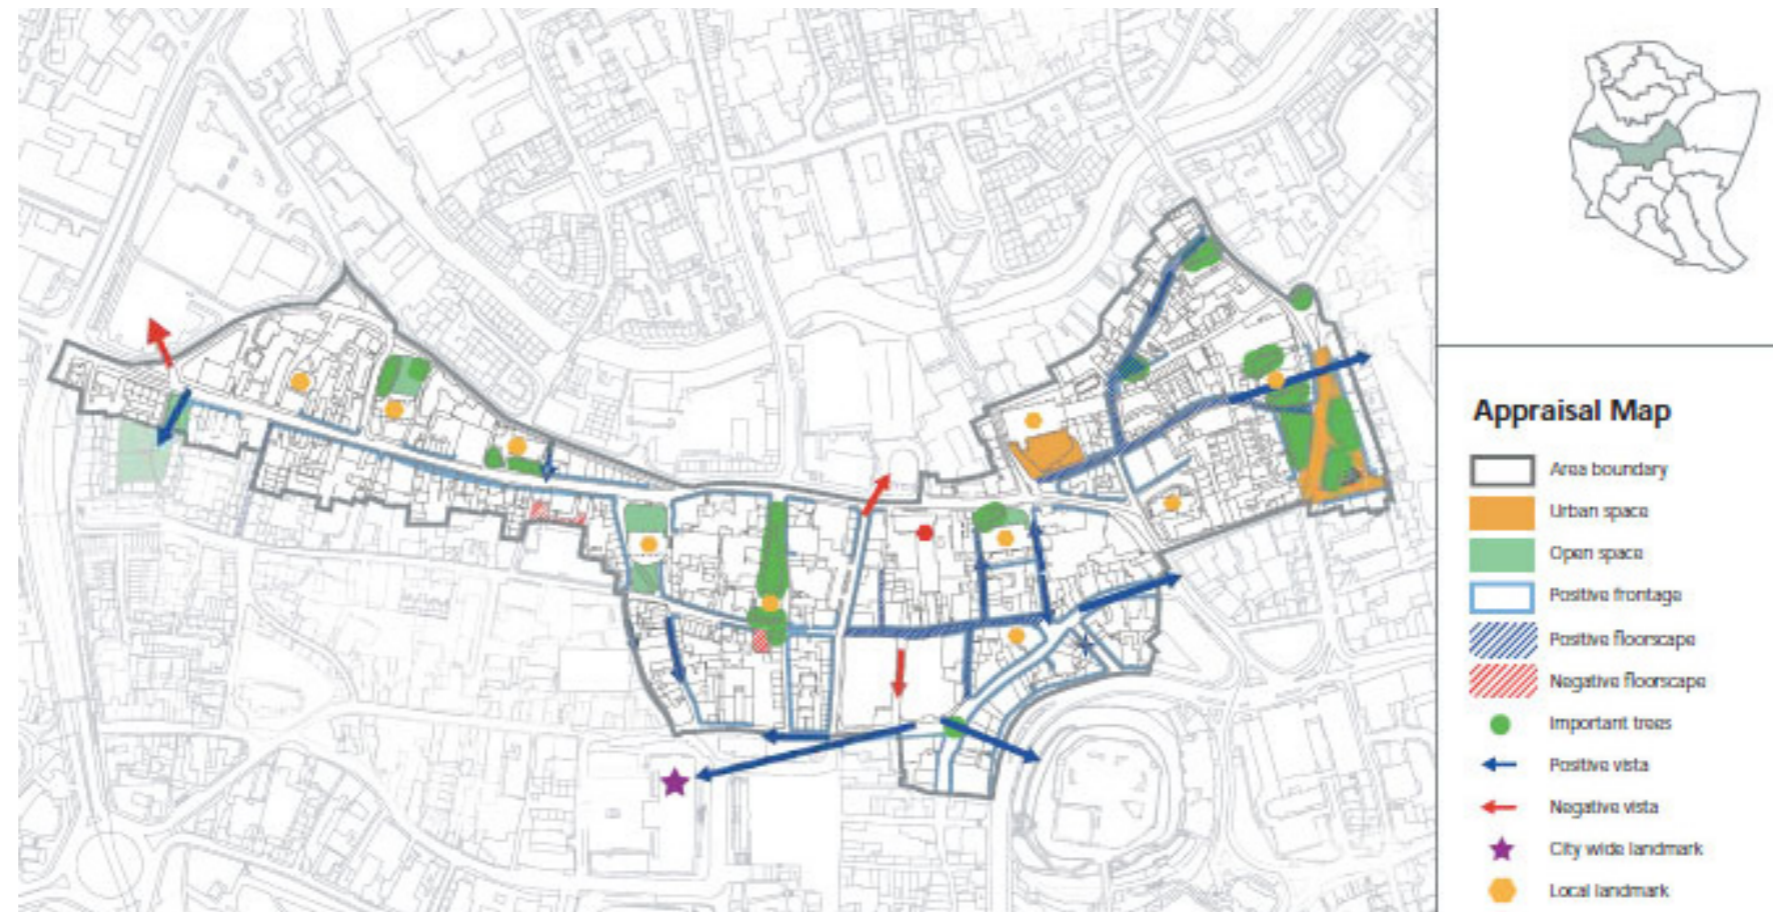 Appraisal Map
Area boundary
Urban space
Open space
Positive frontage
Positive floorscape
Negative floorscape
Important trees
Positive vista
Negative vista
City wide landmark
Local landmark